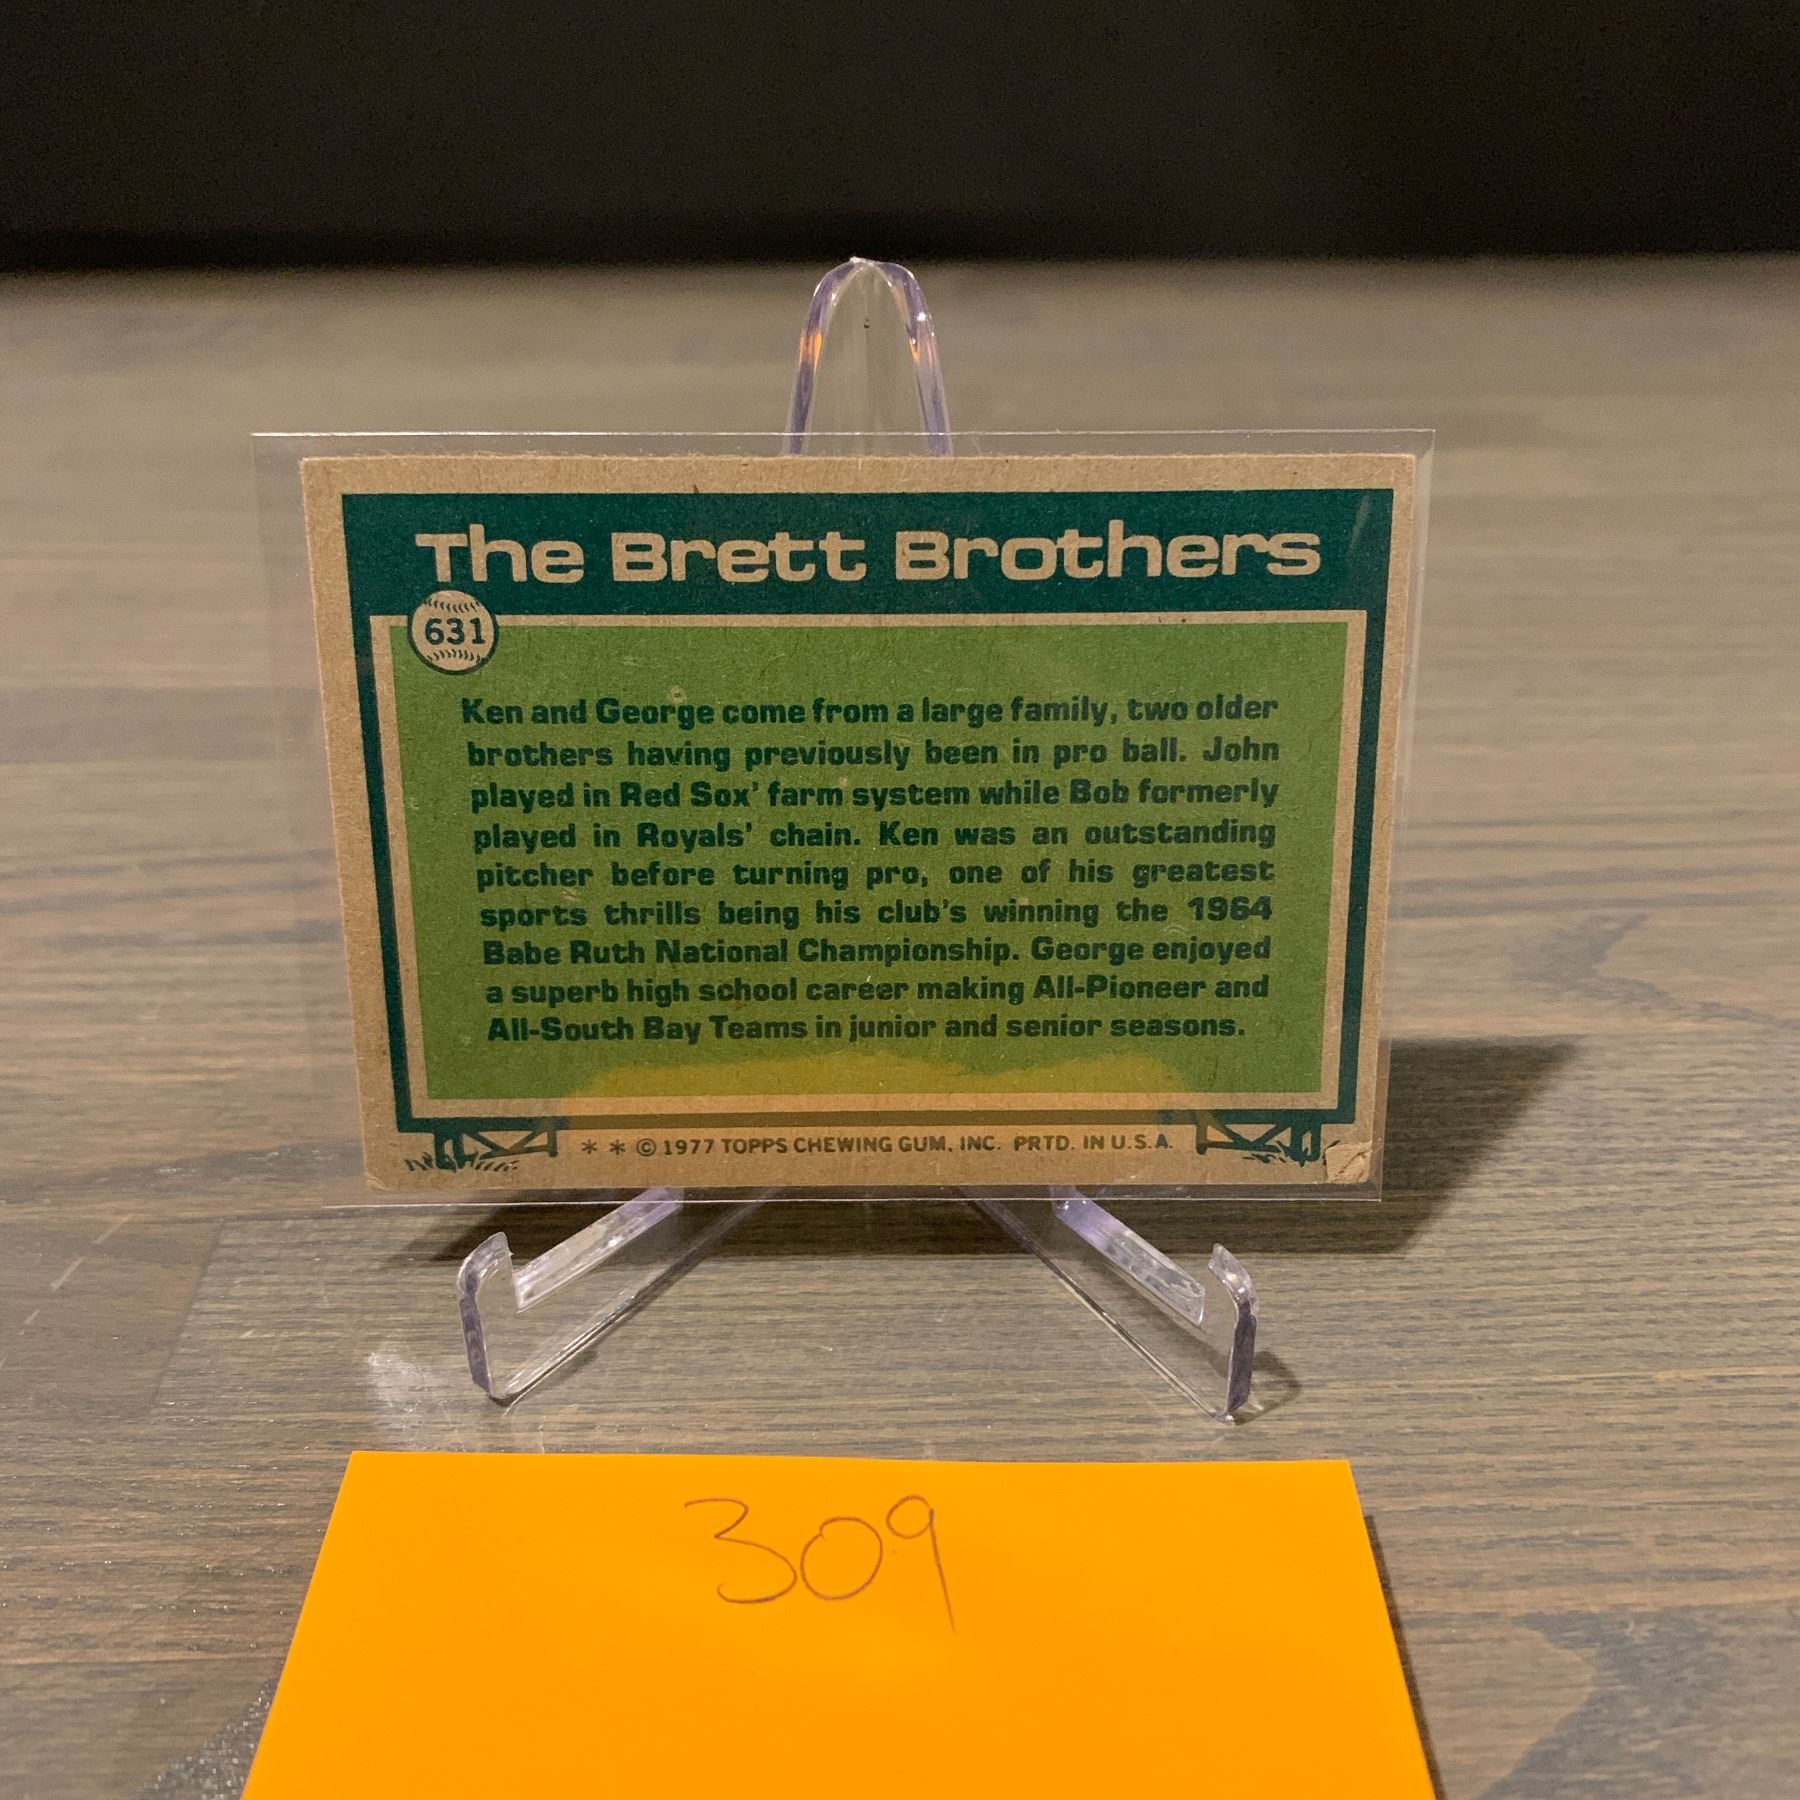 The Brett Brothers
631
Ken and George come from a large family, two older
brothers having previously been in pro ball. John
played in Red Sox' farm system while Bob formerly
played in Royals' chain. Ken was an outstanding
pitcher before turning pro, one of his greatest
sports thrills being his club's winning the 1964
Babe Ruth National Championship. George enjoyed
a superb high school career making All-Pioneer and
All-South Bay Teams in junior and senior seasons.
* * © 1977 TOPPS CHEWING GUM, INC. PRTD. IN U.S.A.
309